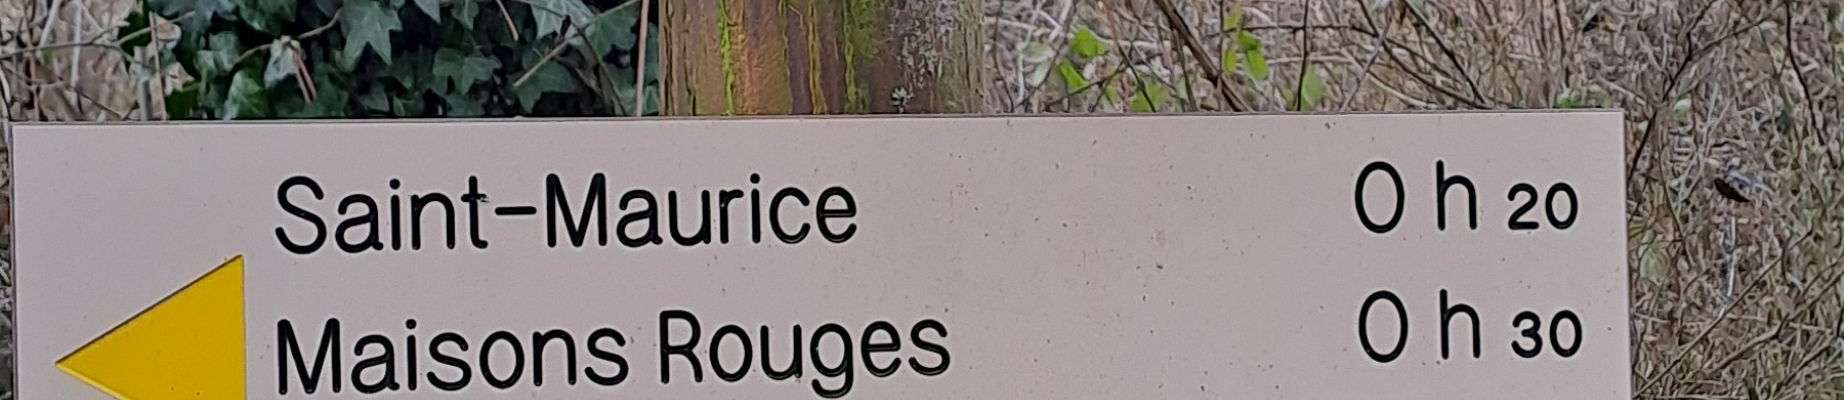 Saint-Maurice 0 h 20
Maisons Rouges 0 h 30